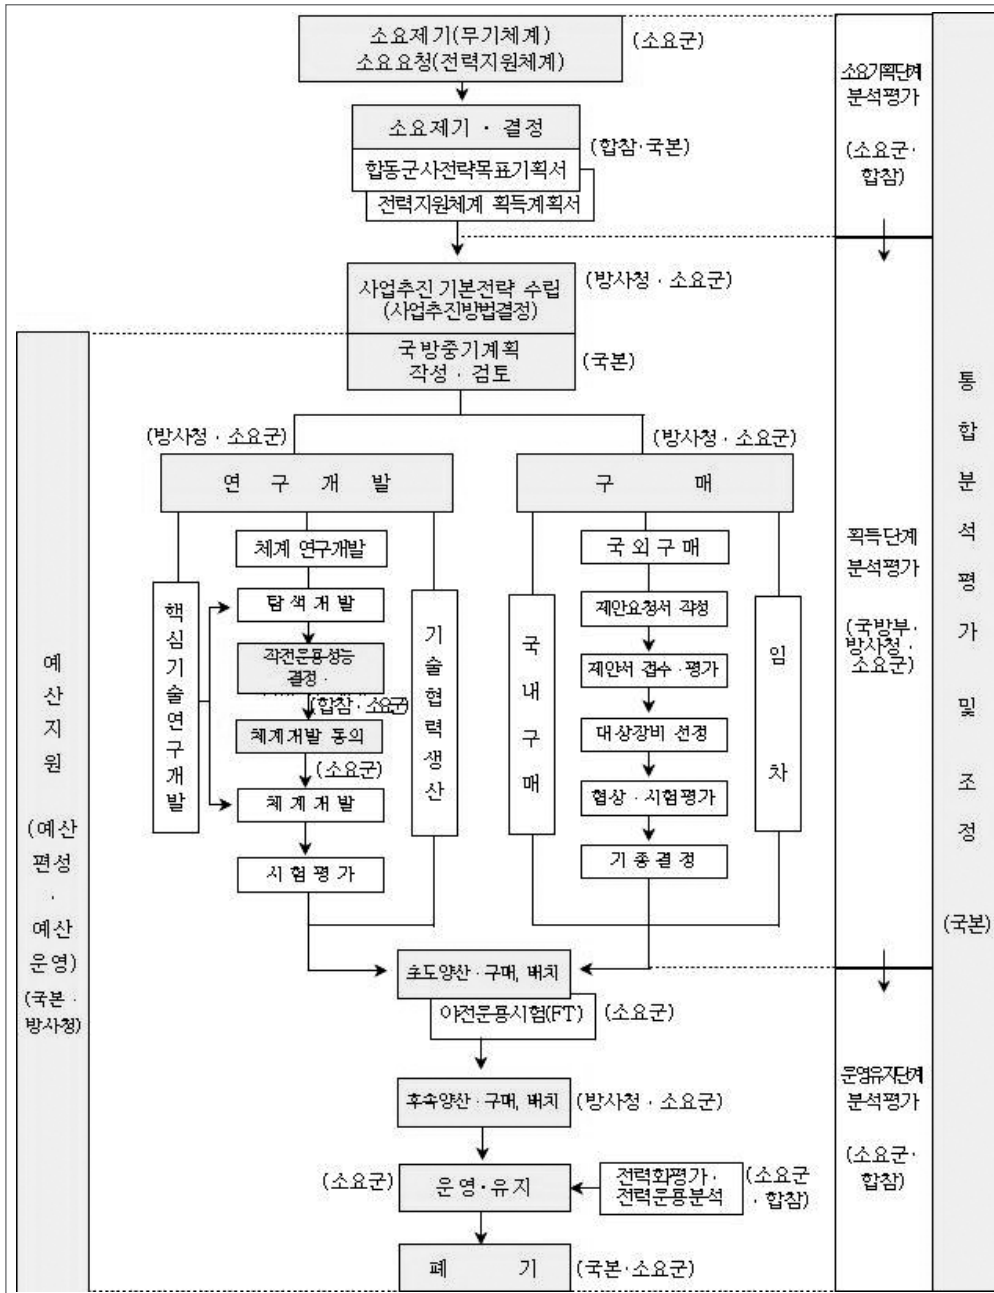 소요제기(무기체계)
소요요청(전력지원체계)
(소요군)
소요제기 · 결정
(합참·국본)
합동군사전략목표기획서
전력지원체계 획득계획서
사업추진 기본전략 수립
(사업추진방법결정)
(방사청 · 소요군)
국방중기계획
작성 · 검토
(국본)
(방사청 · 소요군)
연 구 개 발
핵심기술연구개발
체계 연구개발
탐색개발
작전운용성능
결정 ·
(합참·소요군)
체계개발 동의
(소요군)
체 계 개 발
시 험 평 가
기술협력생산
(방사청 · 소요군)
구 매
국내구매
국 외 구 매
제안요청서 작성
제안서 접수 · 평가
대상장비 선정
협상 · 시험평가
기 종 결 정
임차
초도양산 · 구매, 배치
야전운용시험(FT)
(소요군)
후속양산 · 구매, 배치
(방사청 · 소요군)
(소요군)
운 영 · 유 지
전력화평가 ·
전력운용분석
(소요군
· 합참)
폐 기
(국본·소요군)
예산지원
(예산
편성
·
예산
운영)
(국본 ·
방사청)
소요기획단계
분석평가
(소요군·
합참)
획득단계
분석평가
(국방부·
방사청 ·
소요군)
운영유지단계
분석평가
(소요군·
합참)
통합분석평가 및 조정
(국본)